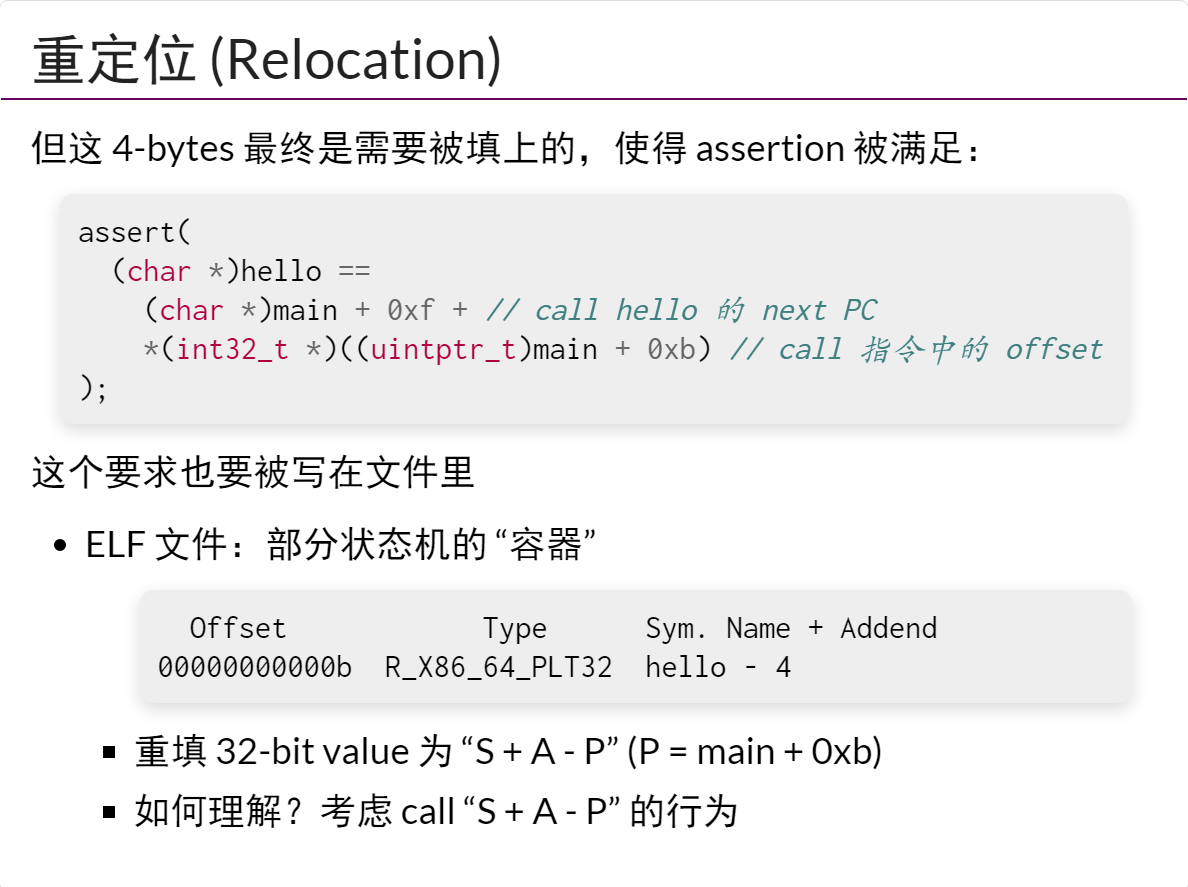 重定位 (Relocation)
但这 4-bytes 最终是需要被填上的，使得 assertion 被满足：
assert(
(char *)hello ==
(char *)main + 0xf + // call hello 的 next PC
*(int32_t *)((uintptr_t)main + 0xb) // call 指令中的 offset
);
这个要求也要被写在文件里
• ELF 文件：部分状态机的 “容器”
Offset Type Sym. Name + Addend
00000000000b R_X86_64_PLT32 hello - 4
▪ 重填 32-bit value 为 “S + A - P” (P = main + 0xb)
▪ 如何理解？考虑 call “S + A - P” 的行为